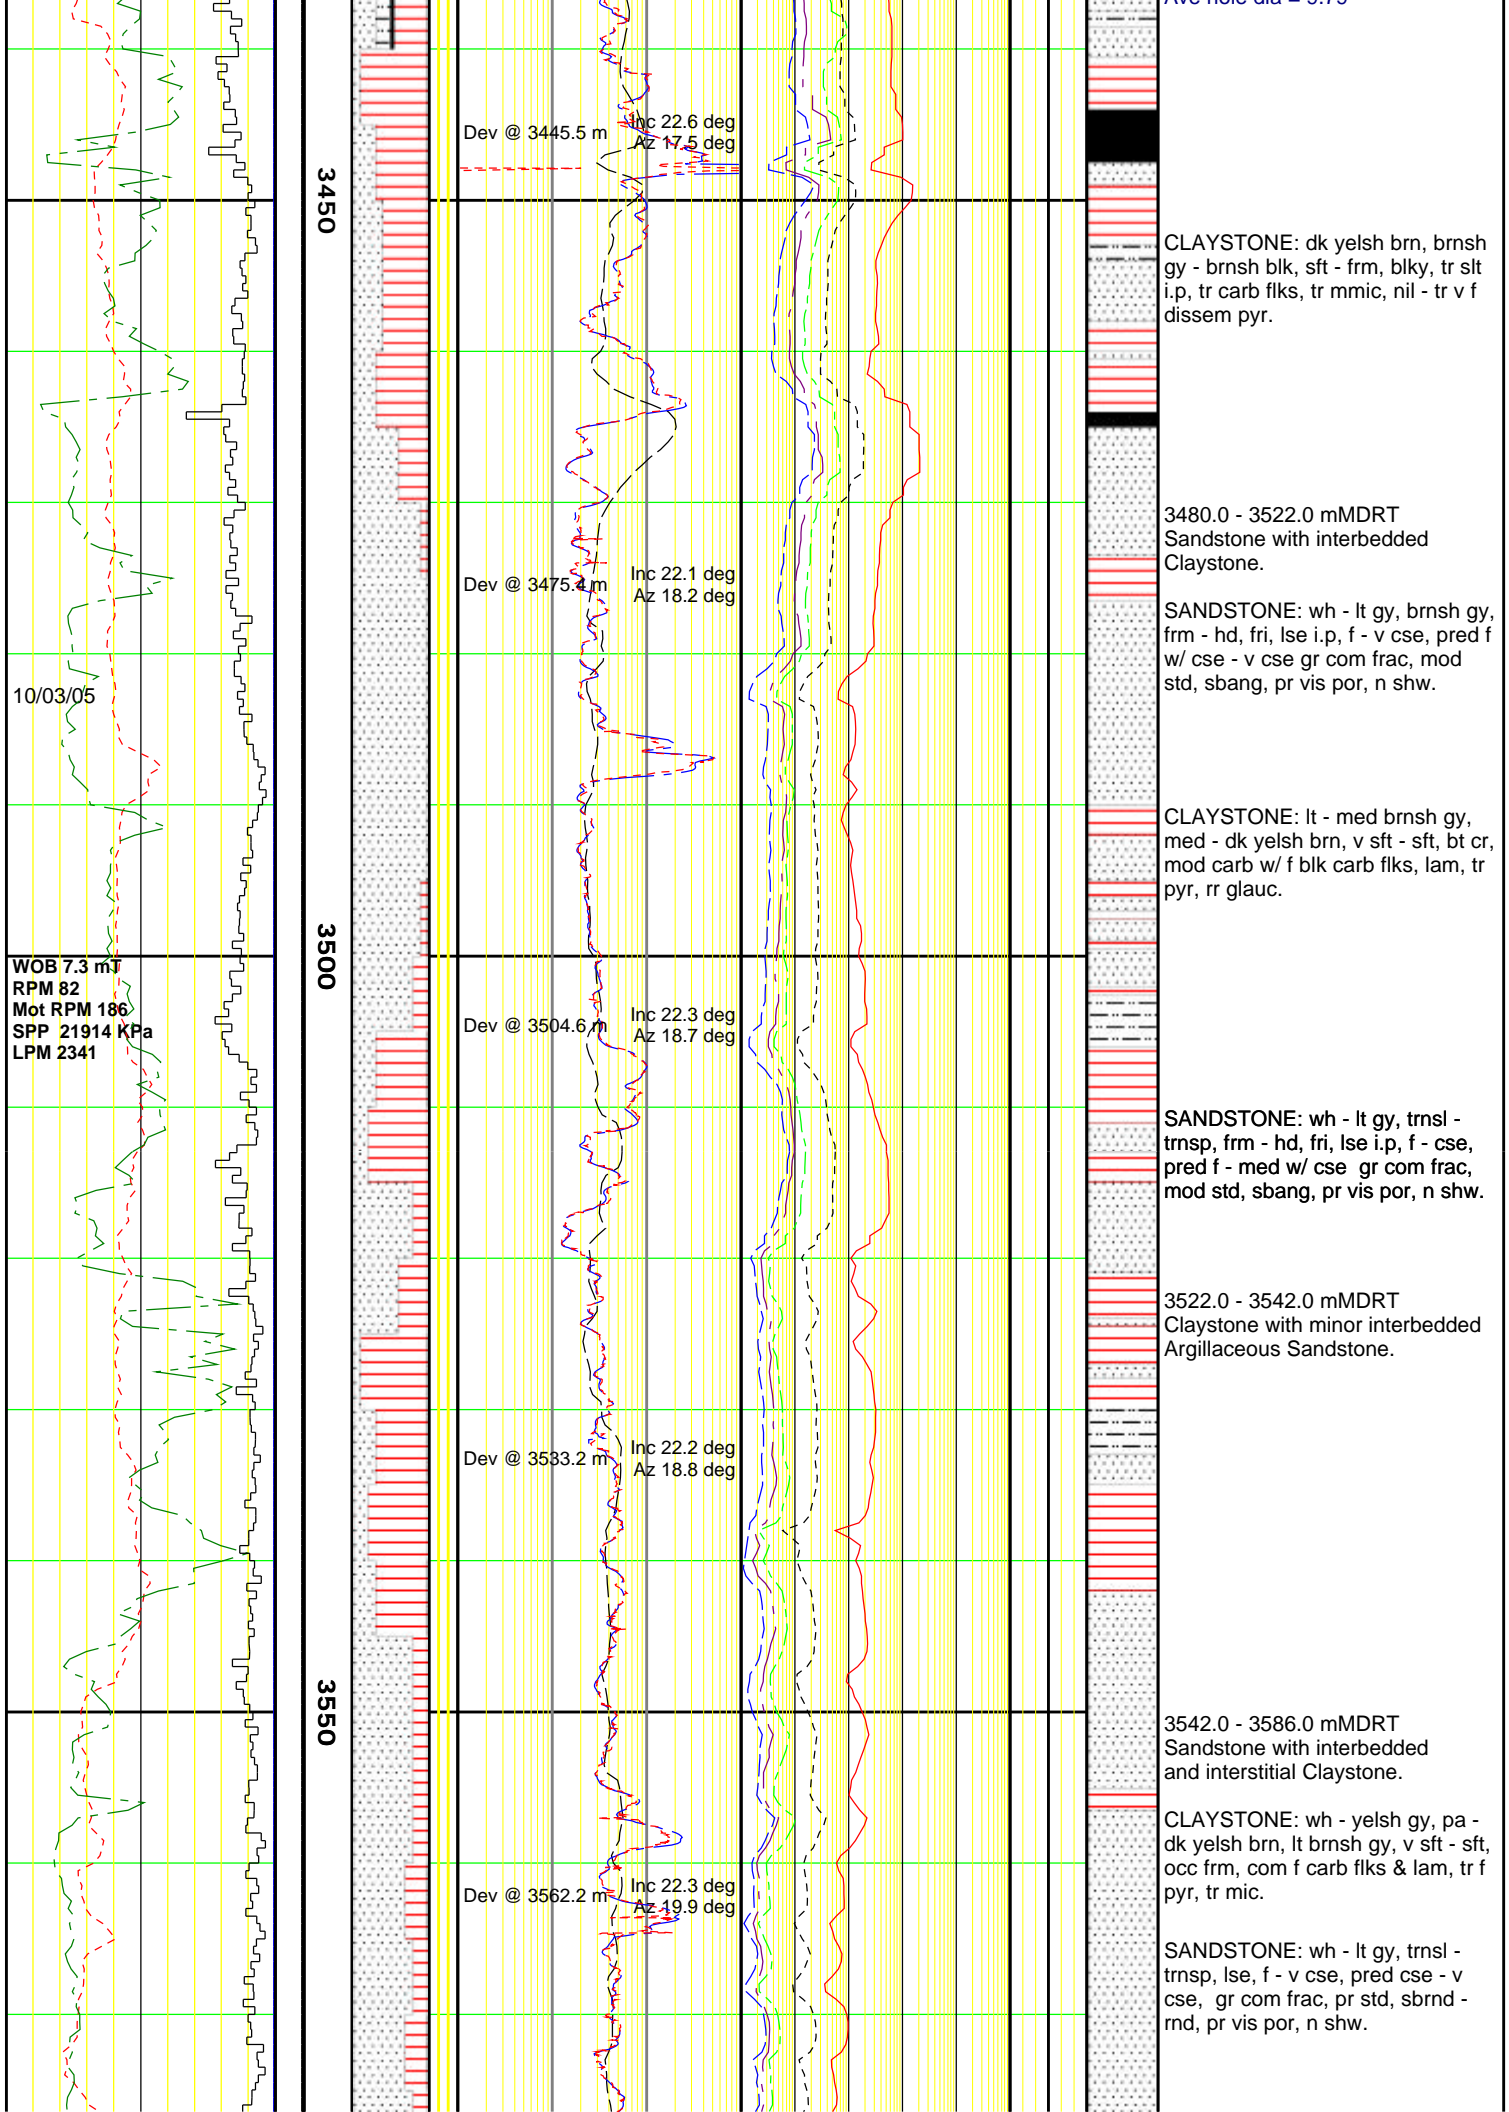 Ave hole dia = 9.79"
Dev @ 3445.5 m
Inc 22.6 deg
Az 17.5 deg
3450
CLAYSTONE: dk yelsh brn, brnsh
gy - brnsh blk, sft - frm, blky, tr slt
i.p, tr carb flks, tr mmic, nil - tr v f
dissem pyr.
3480.0 - 3522.0 mMDRT
Sandstone with interbedded
Claystone.
Dev @ 3475.4 m
Inc 22.1 deg
Az 18.2 deg
SANDSTONE: wh - lt gy, brnsh gy,
frm - hd, fri, lse i.p, f - v cse, pred f
w/ cse - v cse gr com frac, mod
std, sbang, pr vis por, n shw.
10/03/05
CLAYSTONE: lt - med brnsh gy,
med - dk yelsh brn, v sft - sft, bt cr,
mod carb w/ f blk carb flks, lam, tr
pyr, rr glauc.
3500
WOB 7.3 mT
RPM 82
Mot RPM 186
SPP 21914 KPa
LPM 2341
Dev @ 3504.6 m
Inc 22.3 deg
Az 18.7 deg
SANDSTONE: wh - lt gy, trnsl -
trnsp, frm - hd, fri, lse i.p, f - cse,
pred f - med w/ cse gr com frac,
mod std, sbang, pr vis por, n shw.
3522.0 - 3542.0 mMDRT
Claystone with minor interbedded
Argillaceous Sandstone.
Dev @ 3533.2 m
Inc 22.2 deg
Az 18.8 deg
3550
3542.0 - 3586.0 mMDRT
Sandstone with interbedded
and interstitial Claystone.
CLAYSTONE: wh - yelsh gy, pa -
dk yelsh brn, lt brnsh gy, v sft - sft,
occ frm, com f carb flks & lam, tr f
pyr, tr mic.
Dev @ 3562.2 m
Inc 22.3 deg
Az 19.9 deg
SANDSTONE: wh - lt gy, trnsl -
trnsp, lse, f - v cse, pred cse - v
cse, gr com frac, pr std, sbrnd -
rnd, pr vis por, n shw.